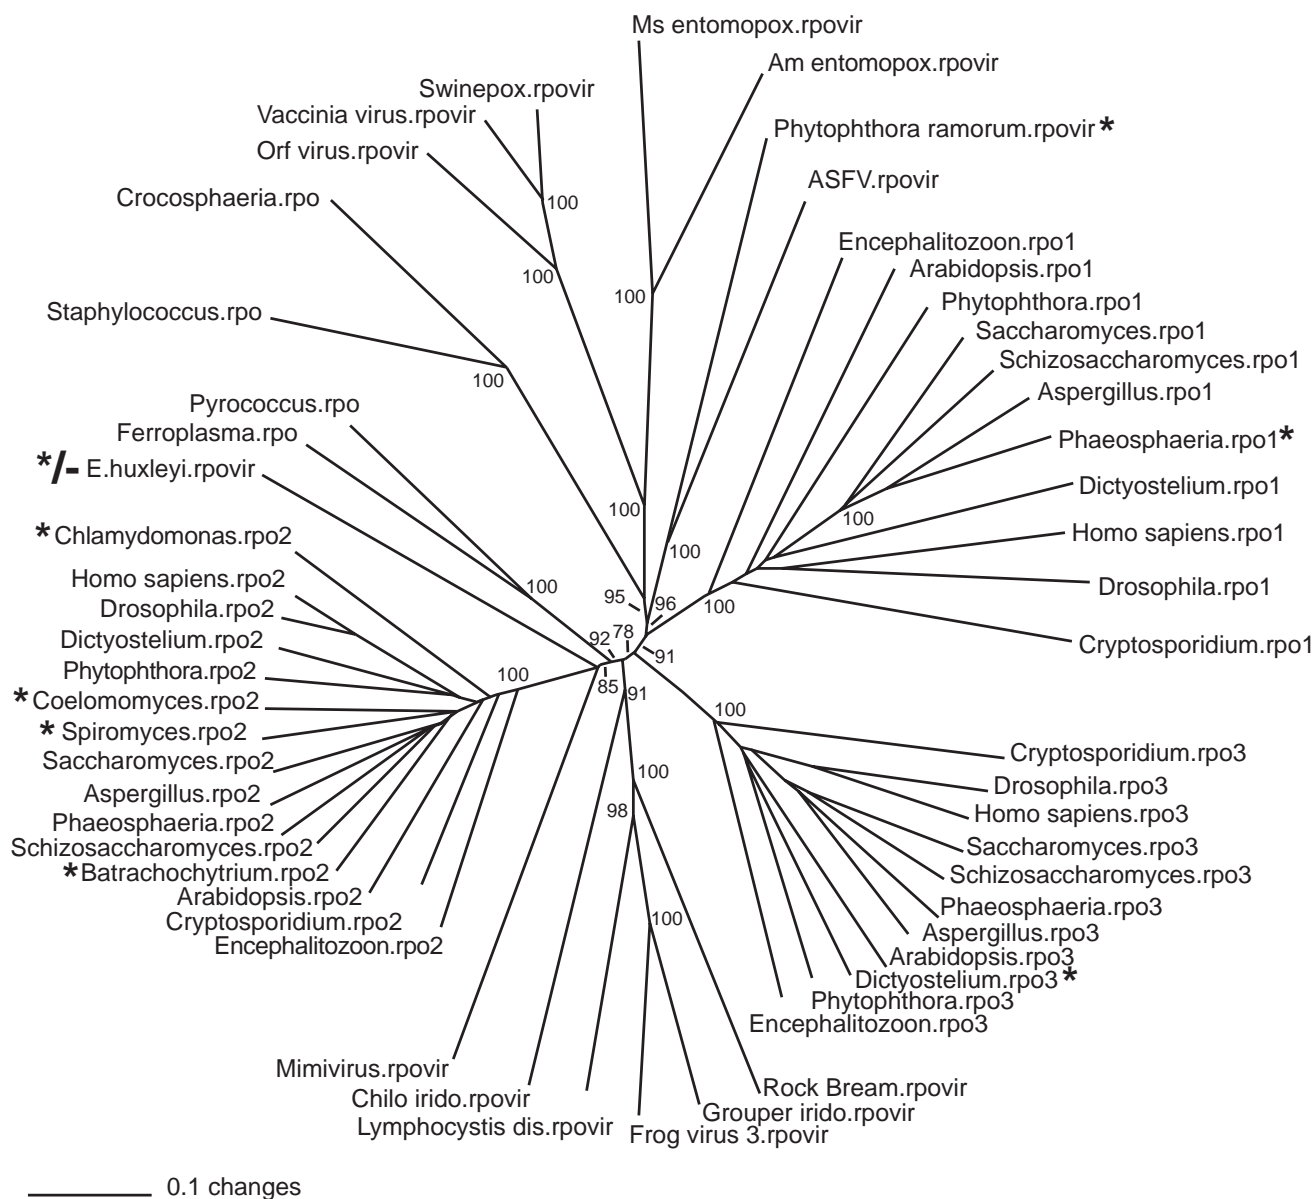 Ms entomopox.rpovir
Am entomopox.rpovir
Swinepox.rpovir
Vaccinia virus.rpovir
Phytophthora ramorum.rpovir*
Orf virus.rpovir
ASFV.rpovir
Crocosphaeria.rpo
100
Encephalitozoon.rpo1
Arabidopsis.rpo1
100
100
Phytophthora.rpo1
Staphylococcus.rpo
Saccharomyces.rpo1
Schizosaccharomyces.rpo1
100
Aspergillus.rpo1
Pyrococcus.rpo
Ferroplasma.rpo
Phaeosphaeria.rpo1*
*/- E.huxleyi.rpovir
Dictyostelium.rpo1
100
100
*Chlamydomonas.rpo2
Homo sapiens.rpo1
100
Homo sapiens.rpo2
100
Drosophila.rpo1
95
96
100
Drosophila.rpo2
Dictyostelium.rpo2
92
78
Cryptosporidium.rpo1
91
Phytophthora.rpo2
100
85
91
*Coelomomyces.rpo2
100
*Spiromyces.rpo2
Cryptosporidium.rpo3
Saccharomyces.rpo2
100
Drosophila.rpo3
Aspergillus.rpo2
98
Homo sapiens.rpo3
Phaeosphaeria.rpo2
Schizosaccharomyces.rpo2
Saccharomyces.rpo3
*Batrachochytrium.rpo2
Schizosaccharomyces.rpo3
Arabidopsis.rpo2
Phaeosphaeria.rpo3
Cryptosporidium.rpo2
100
Aspergillus.rpo3
Encephalitozoon.rpo2
Arabidopsis.rpo3
Dictyostelium.rpo3*
Phytophthora.rpo3
Encephalitozoon.rpo3
Mimivirus.rpovir
Rock Bream.rpovir
Chilo irido.rpovir
Grouper irido.rpovir
Lymphocystis dis.rpovir
Frog virus 3.rpovir
0.1 changes